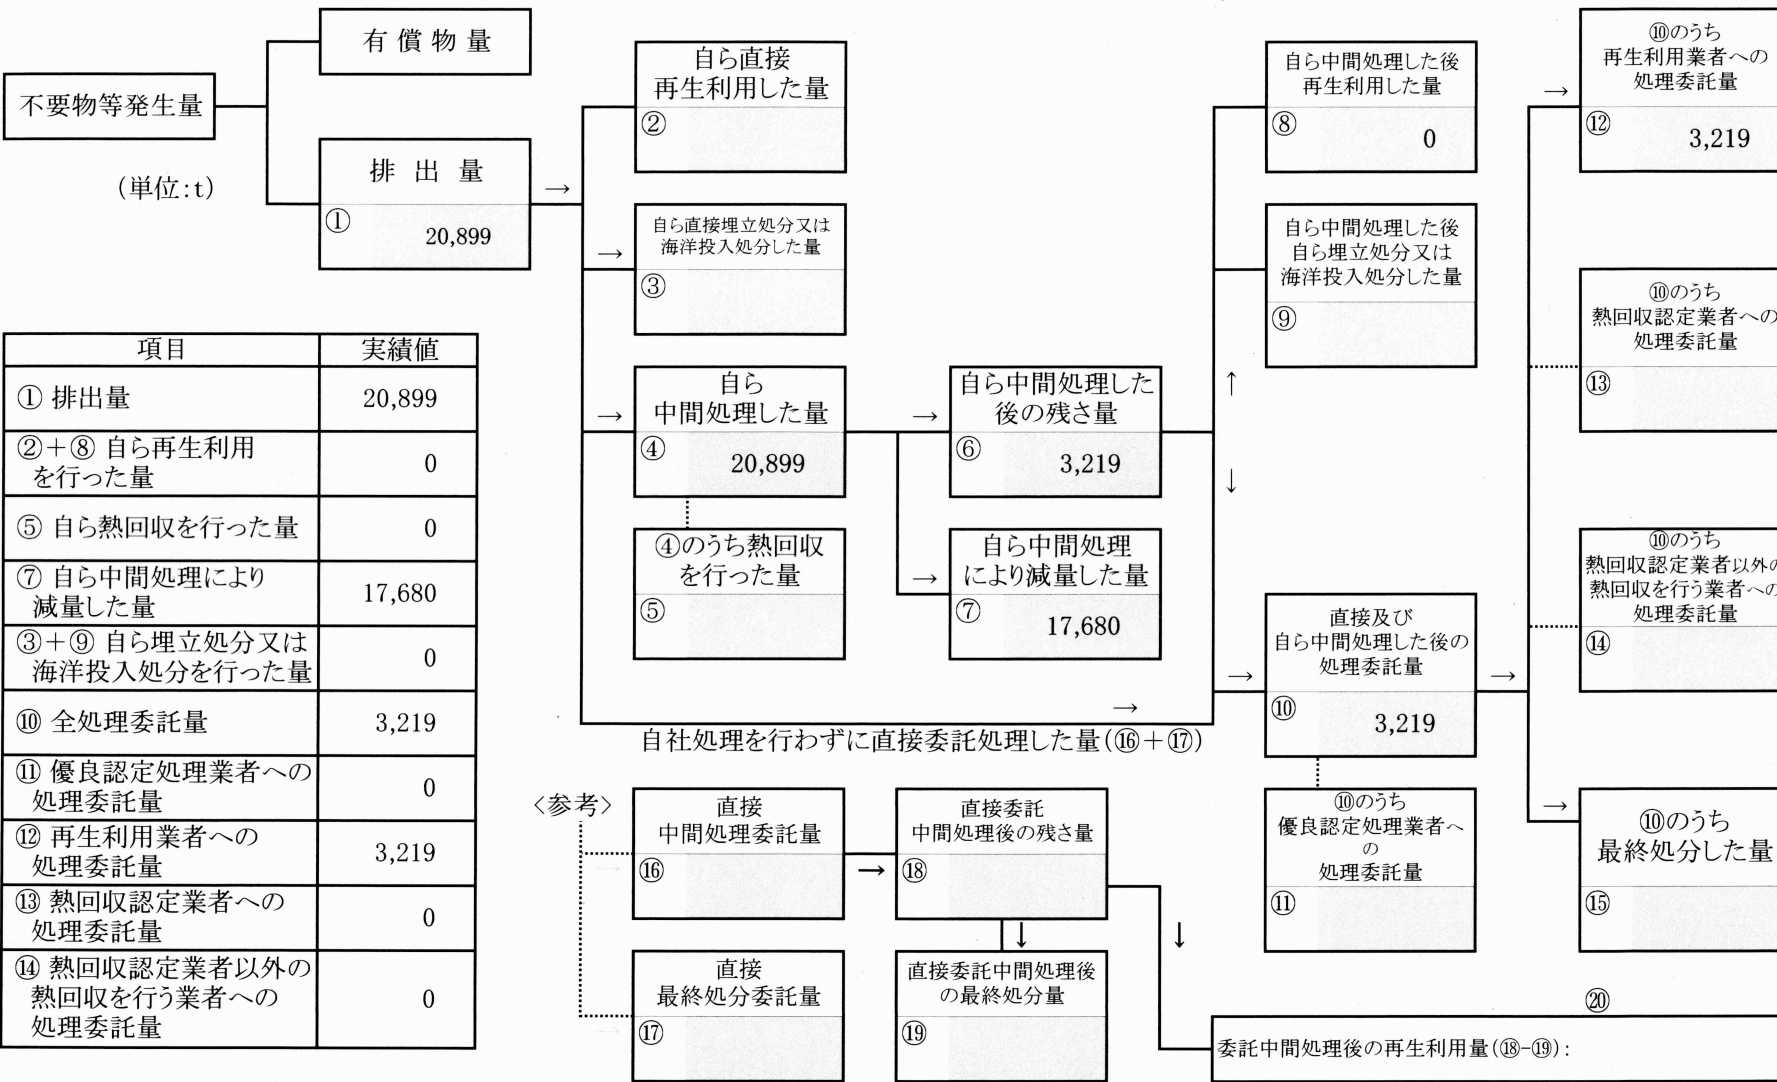 有償物量
不要物等発生量
(単位:t)
排出量
①
20,899
自ら直接
再生利用した量
②
自ら直接埋立処分又は
海洋投入処分した量
③
自ら
中間処理した量
④
20,899
④のうち熱回収
を行った量
⑤
自ら中間処理した
後の残さ量
⑥
3,219
自ら中間処理
により減量した量
⑦
17,680
自ら中間処理した後
再生利用した量
⑧
0
自ら中間処理した後
自ら埋立処分又は
海洋投入処分した量
⑨
直接及び
自ら中間処理した後の
処理委託量
⑩
3,219
⑩のうち
優良認定処理業者へ
の
処理委託量
⑪
⑩のうち
再生利用業者への
処理委託量
⑫
3,219
⑩のうち
熱回収認定業者への
処理委託量
⑬
⑩のうち
熱回収認定業者以外の
熱回収を行う業者への
処理委託量
⑭
⑩のうち
最終処分した量
⑮
自社処理を行わずに直接委託処理した量(⑯+⑰)
〈参考〉
直接
中間処理委託量
⑯
直接
最終処分委託量
⑰
直接委託
中間処理後の残さ量
⑱
直接委託中間処理後
の最終処分量
⑲
⑳
委託中間処理後の再生利用量(⑱-⑲):
項目 実績値
① 排出量 20,899
②+⑧ 自ら再生利用
を行った量 0
⑤ 自ら熱回収を行った量 0
⑦ 自ら中間処理により
減量した量 17,680
③+⑨ 自ら埋立処分又は
海洋投入処分を行った量 0
⑩ 全処理委託量 3,219
⑪ 優良認定処理業者への
処理委託量 0
⑫ 再生利用業者への
処理委託量 3,219
⑬ 熱回収認定業者への
処理委託量 0
⑭ 熱回収認定業者以外の
熱回収を行う業者への
処理委託量 0